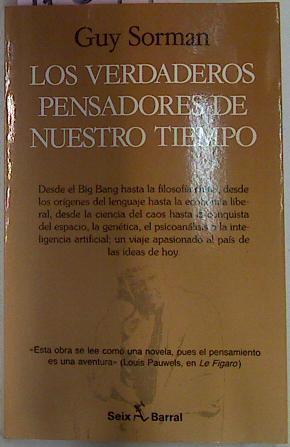 Guy Sorman
LOS VERDADEROS
PENSADORES DE
NUESTRO TIEMPO
Desde el Big Bang hasta la filosofía desde
los orígenes del lenguaje hasta la economía libe-
ral, desde la ciencia del caos hasta la conquista
del espacio, la genética, el psicoanálisis o la inte-
ligencia artificial; un viaje apasionado al país de
las ideas de hoy.
«Esta obra se lee como una novela, pues el pensamiento
es una aventura» (Louis Pauwels, en Le Figaro)
Seix Barral